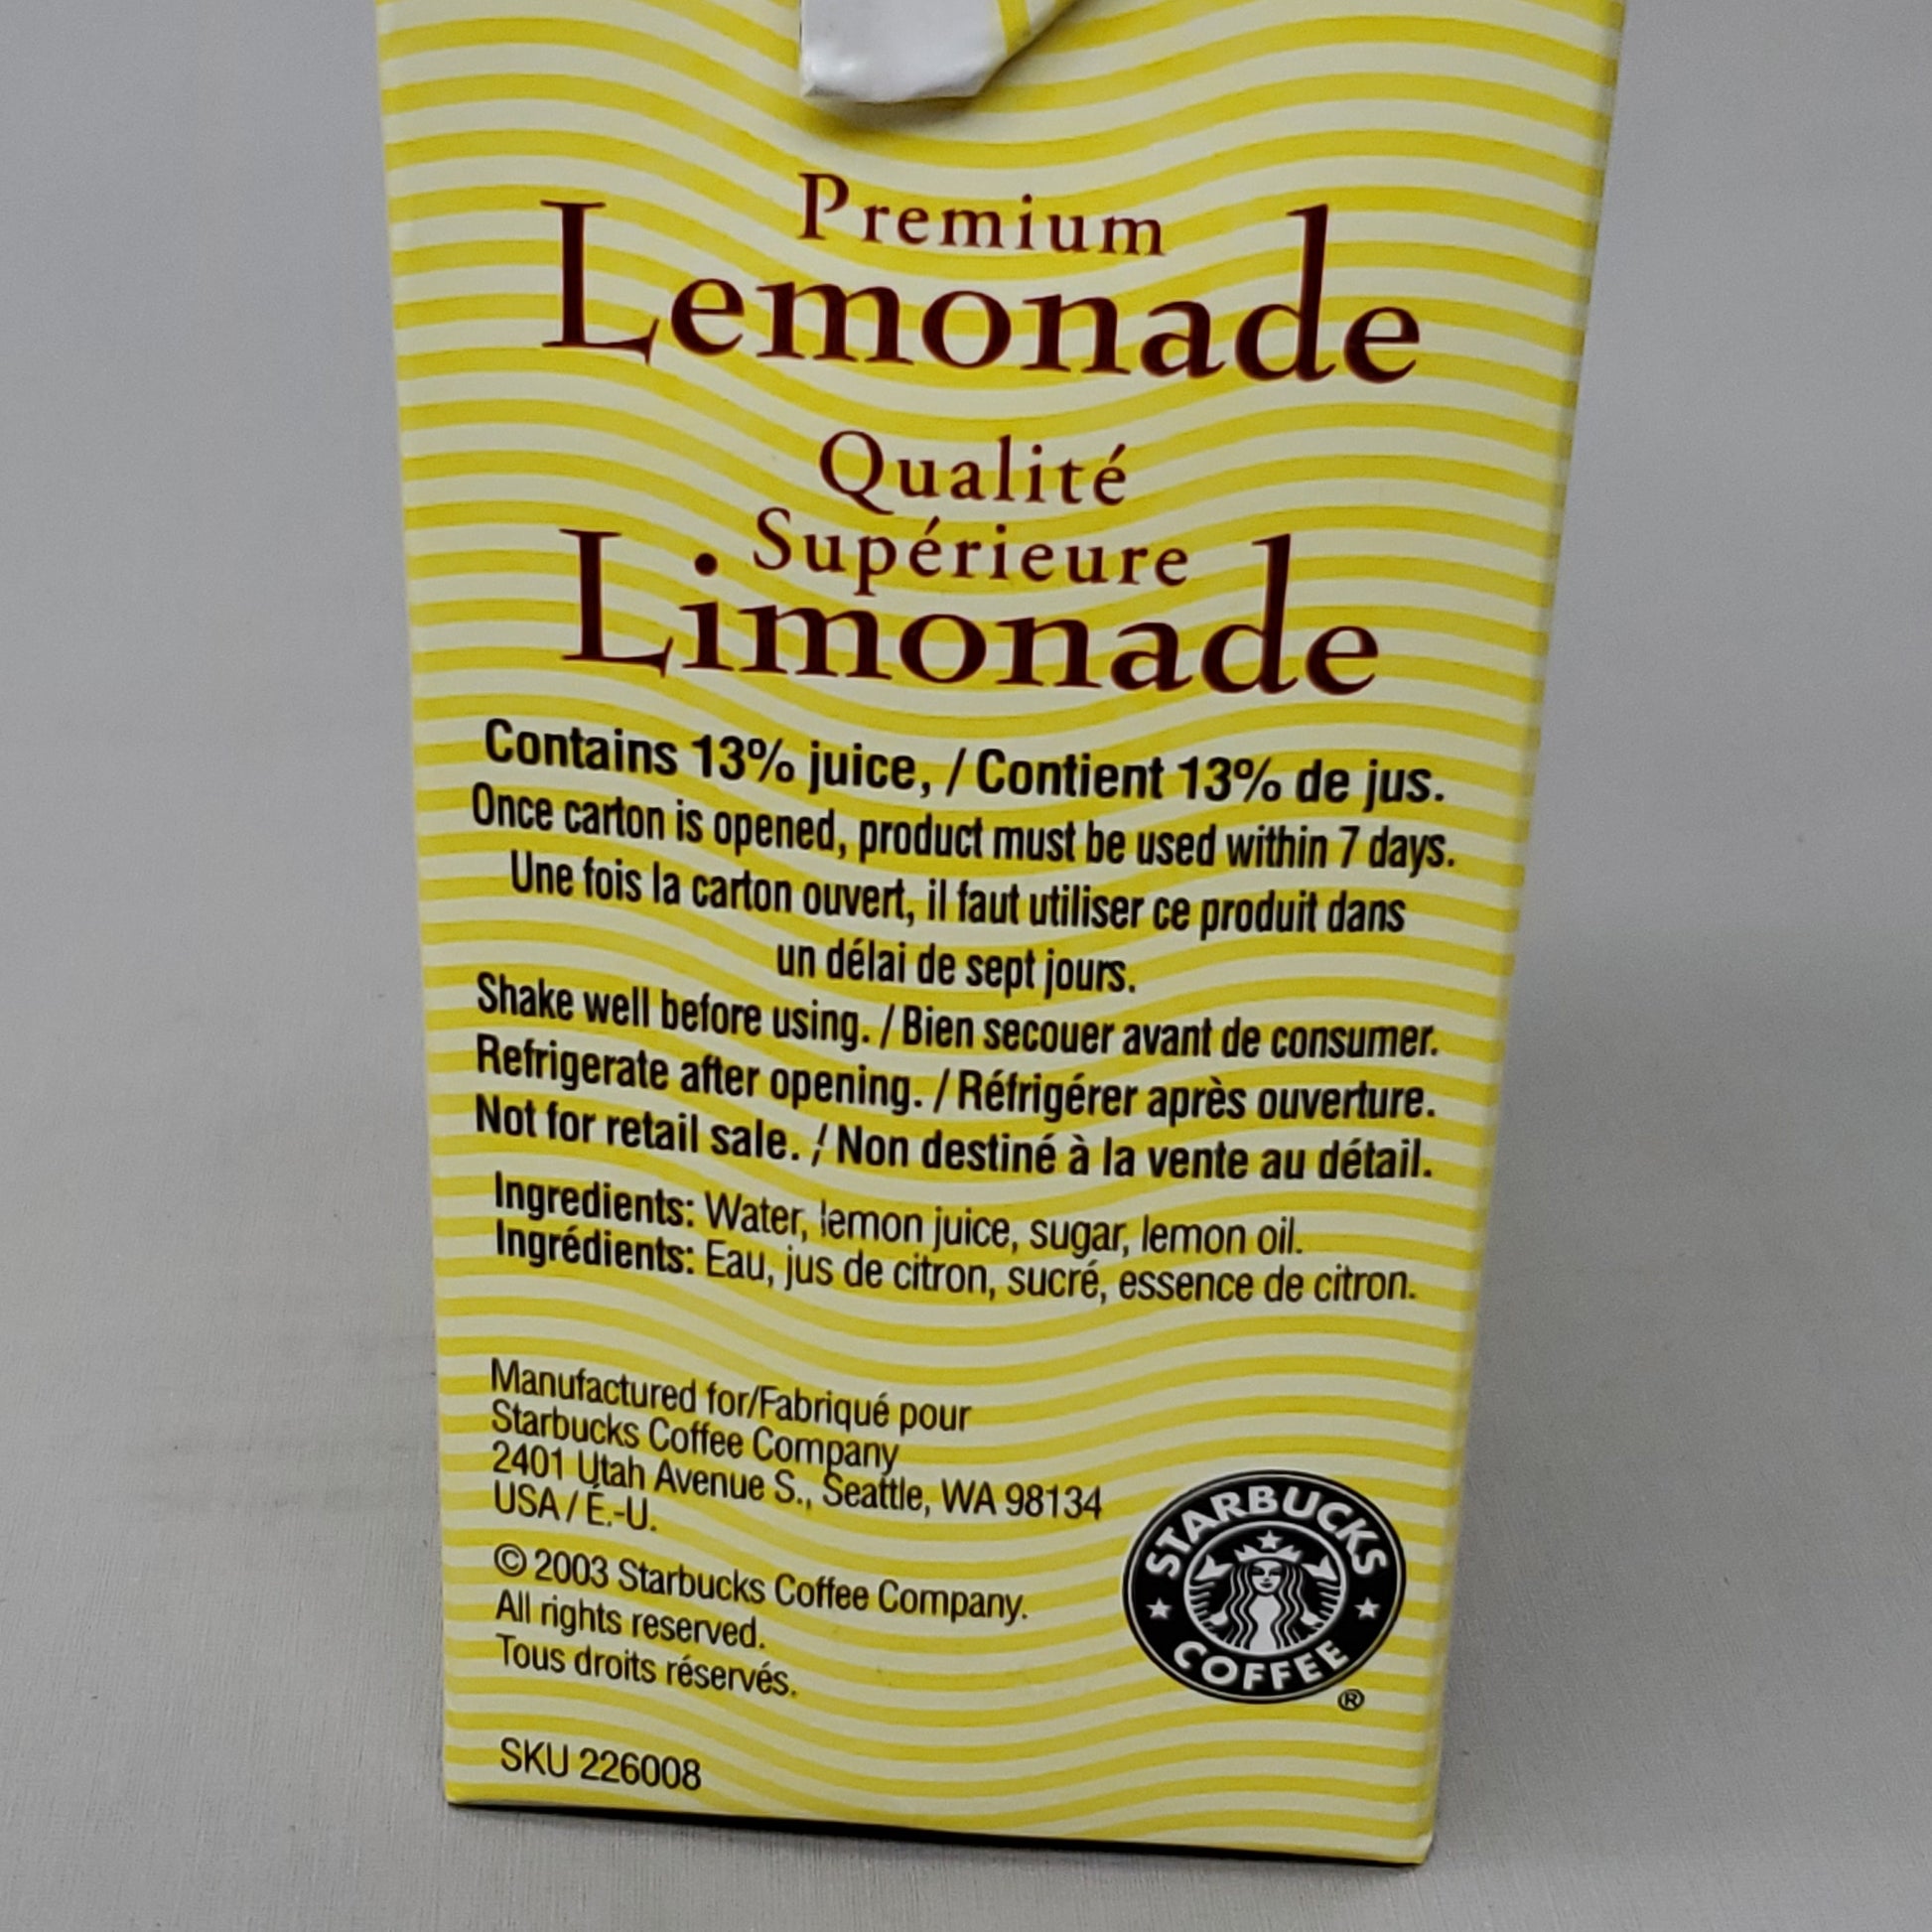 Premium
Lemonade
Qualité
Supérieure
Limonade
Contains 13% juice, / Contient 13% de jus.
Once carton is opened, product must be used within 7 days.
Une fois la carton ouvert, il faut utiliser ce produit dans
un délai de sept jours.
Shake well before using. / Bien secouer avant de consumer.
Refrigerate after opening. / Réfrigérer après ouverture.
Not for retail sale. / Non destiné à la vente au détail.
Ingredients: Water, lemon juice, sugar, lemon oil.
Ingrédients: Eau, jus de citron, sucré, essence de citron.
Manufactured for/Fabriqué pour
Starbucks Coffee Company
2401 Utah Avenue S., Seattle, WA 98134
USA / É.-U.
© 2003 Starbucks Coffee Company.
All rights reserved.
Tous droits réservés.
STARBUCKS
COFFEE
®
SKU 226008